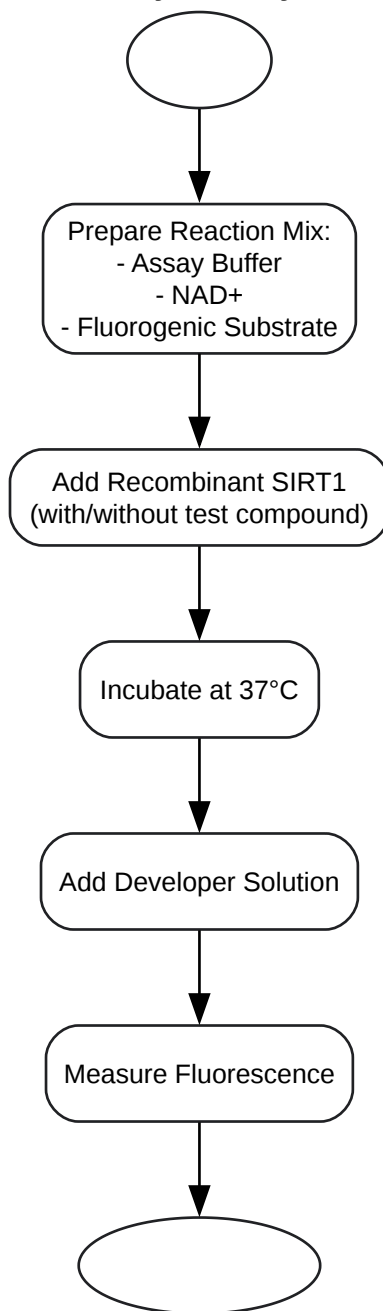 Prepare Reaction Mix:
- Assay Buffer
- NAD+
- Fluorogenic Substrate
Add Recombinant SIRT1
(with/without test compound)
Incubate at 37°C
Add Developer Solution
Measure Fluorescence